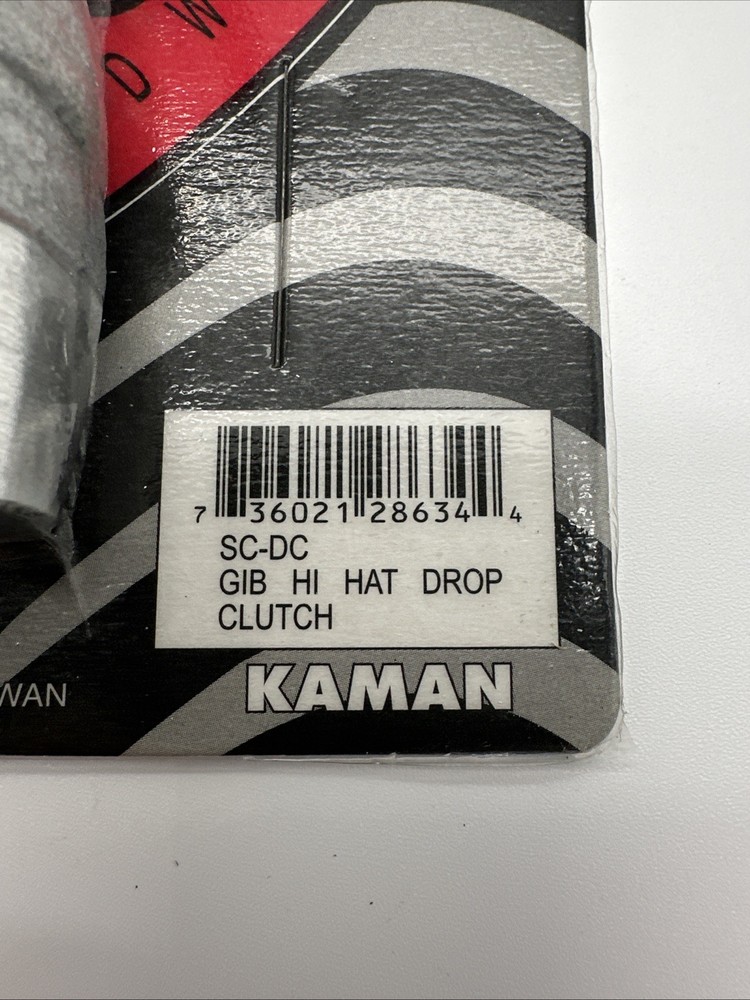 D W
7 36021 28634 4
SC-DC
GIB HI HAT DROP
CLUTCH
WAN
KAMAN